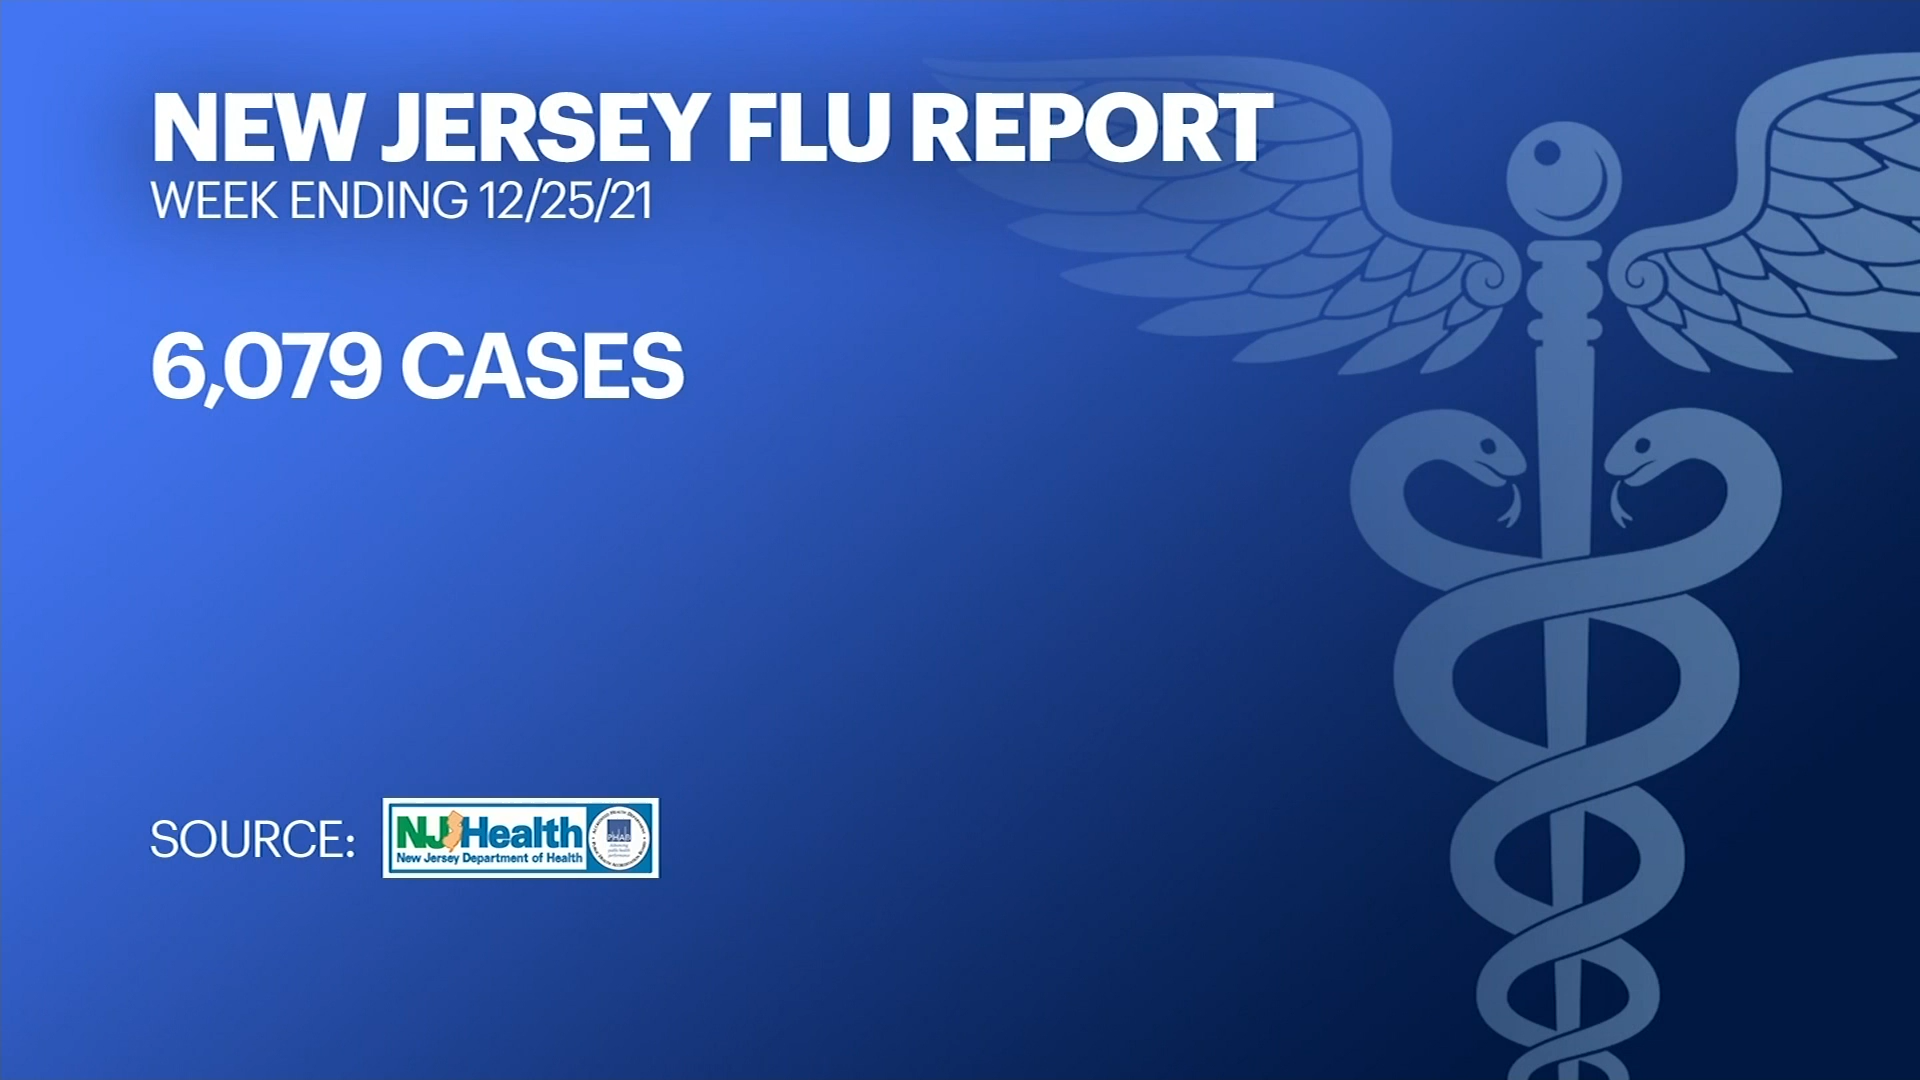 NEW JERSEY FLU REPORT
WEEK ENDING 12/25/21
6,079 CASES
SOURCE:
NJ Health
New Jersey Department of Health
PHAB